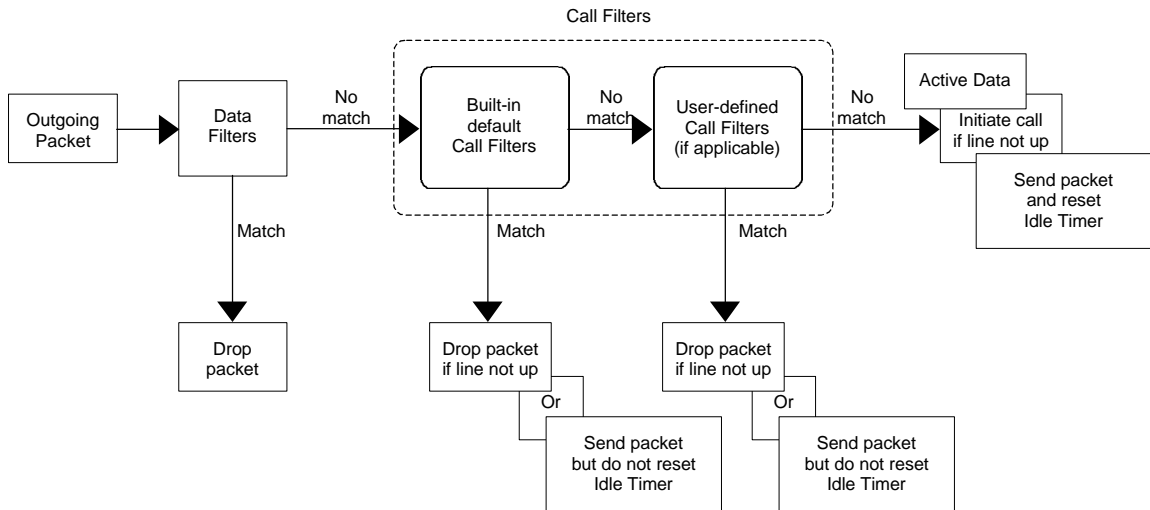 Call Filters
Outgoing
Packet
Data
Filters
No
match
Built-in
default
Call Filters
No
match
User-defined
Call Filters
(if applicable)
No
match
Active Data
Initiate call
if line not up
Send packet
and reset
Idle Timer
Match
Match
Match
Drop
packet
Drop packet
if line not up
Or
Send packet
but do not reset
Idle Timer
Drop packet
if line not up
Or
Send packet
but do not reset
Idle Timer